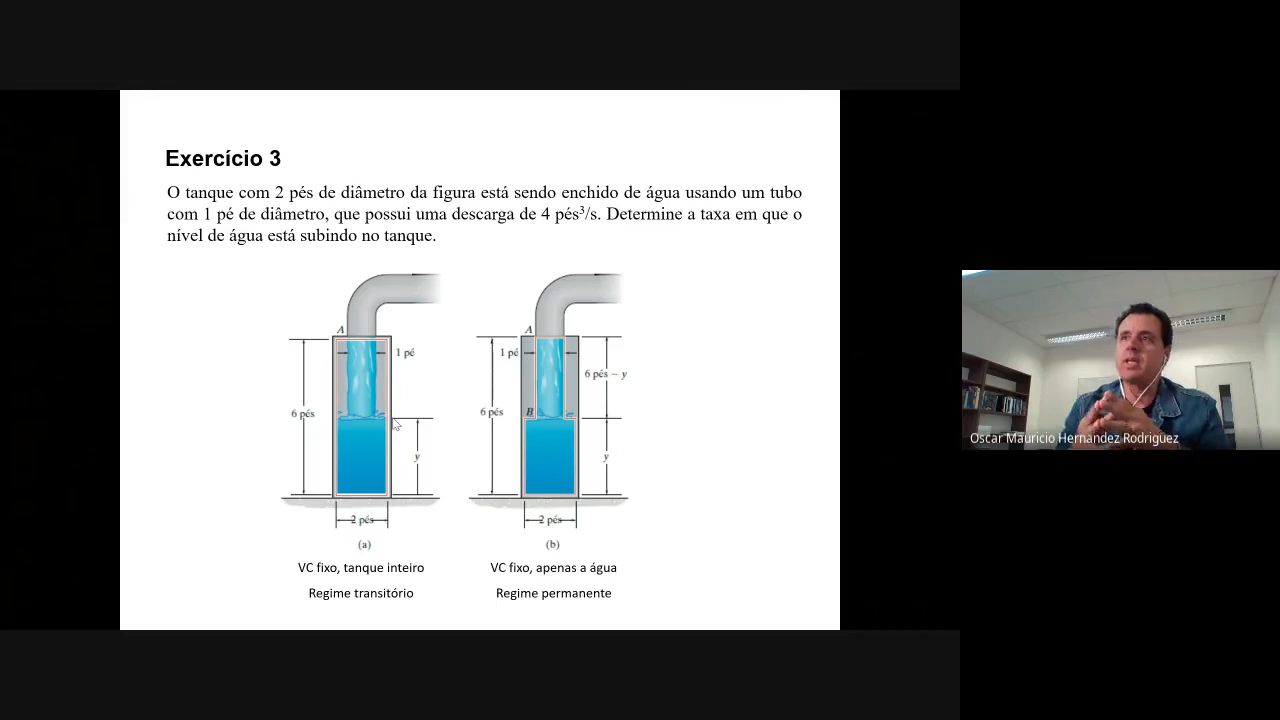 Exercício 3
O tanque com 2 pés de diâmetro da figura está sendo enchido de água usando um tubo
com 1 pé de diâmetro, que possui uma descarga de 4 pés³/s. Determine a taxa em que o
nível de água está subindo no tanque.
A
1 pé
6 pés
y
2 pés
(a)
A
1 pé
6 pés – y
6 pés
B
y
2 pés
(b)
VC fixo, tanque inteiro
Regime transitório
VC fixo, apenas a água
Regime permanente
Oscar Mauricio Hernandez Rodriguez